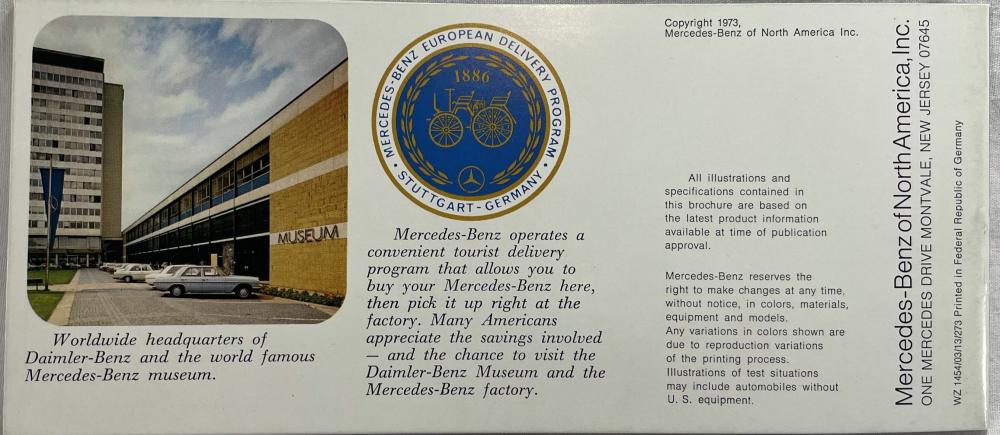 MUSEUM
Worldwide headquarters of
Daimler-Benz and the world famous
Mercedes-Benz museum.
MERCEDES-BENZ EUROPEAN DELIVERY PROGRAM
• STUTTGART - GERMANY •
1886
Mercedes-Benz operates a
convenient tourist delivery
program that allows you to
buy your Mercedes-Benz here,
then pick it up right at the
factory. Many Americans
appreciate the savings involved
— and the chance to visit the
Daimler-Benz Museum and the
Mercedes-Benz factory.
Copyright 1973,
Mercedes-Benz of North America Inc.
All illustrations and
specifications contained in
this brochure are based on
the latest product information
available at time of publication
approval.
Mercedes-Benz reserves the
right to make changes at any time,
without notice, in colors, materials,
equipment and models.
Any variations in colors shown are
due to reproduction variations
of the printing process.
Illustrations of test situations
may include automobiles without
U. S. equipment.
Mercedes-Benz of North America, Inc.
ONE MERCEDES DRIVE MONTVALE, NEW JERSEY 07645
WZ 1454/03/13/273 Printed in Federal Republic of Germany